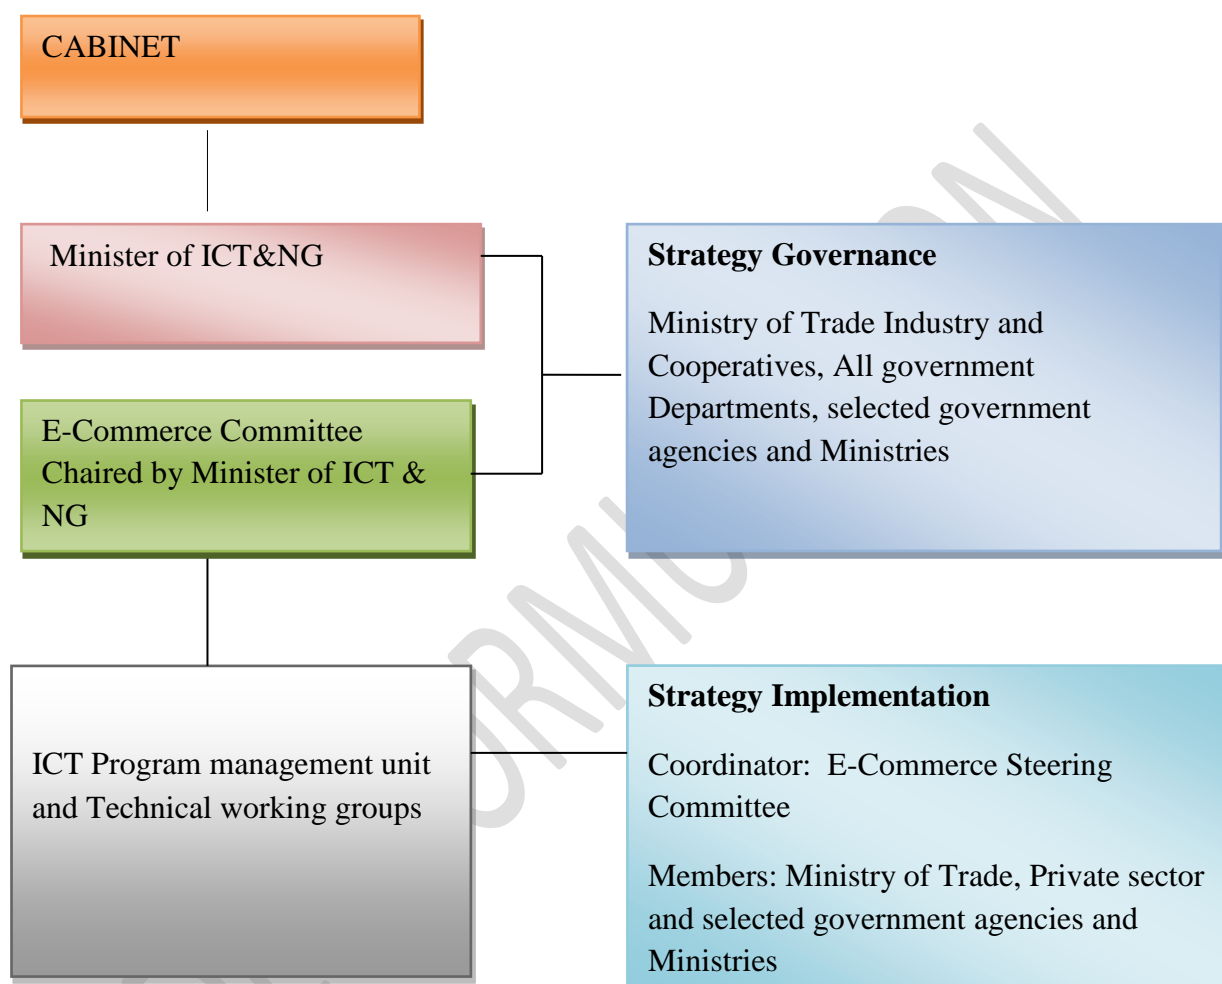 CABINET
Minister of ICT&NG
E-Commerce Committee
Chaired by Minister of ICT &
NG
Strategy Governance
Ministry of Trade Industry and
Cooperatives, All government
Departments, selected government
agencies and Ministries
ICT Program management unit
and Technical working groups
Strategy Implementation
Coordinator: E-Commerce Steering
Committee
Members: Ministry of Trade, Private sector
and selected government agencies and
Ministries